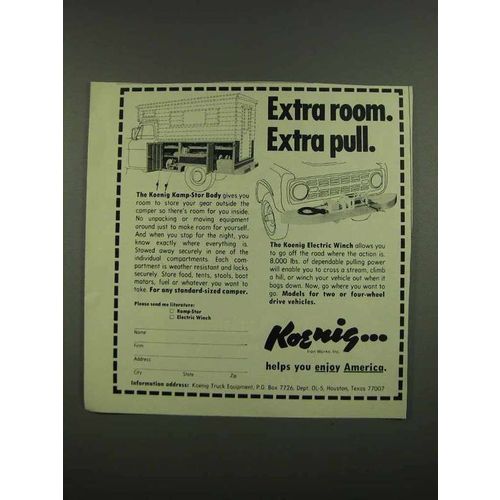 Extra room.
Extra pull.
The Koenig Kamp-Stor Body gives you
room to store your gear outside the
camper so there's room for you inside.
No unpacking or moving equipment
around just to make room for yourself.
And when you stop for the night, you
know exactly where everything is.
Stowed away securely in one of the
individual compartments. Each com-
partment is weather resistant and locks
securely. Store food, tents, stools, boat
motors, fuel or whatever you want to
take. For any standard-sized camper.
The Koenig Electric Winch allows you
to go off the road where the action is.
8,000 lbs. of dependable pulling power
will enable you to cross a stream, climb
a hill, or winch your vehicle out when it
bogs down. Now, go where you want to
go. Models for two or four-wheel
drive vehicles.
Please send me literature:
Kamp-Stor
Electric Winch
Name
Firm
Address
City State Zip
Koenig...
Iron Works, Inc.
helps you enjoy America.
Information address: Koenig Truck Equipment, P.O. Box 7726, Dept. OL-5, Houston, Texas 77007